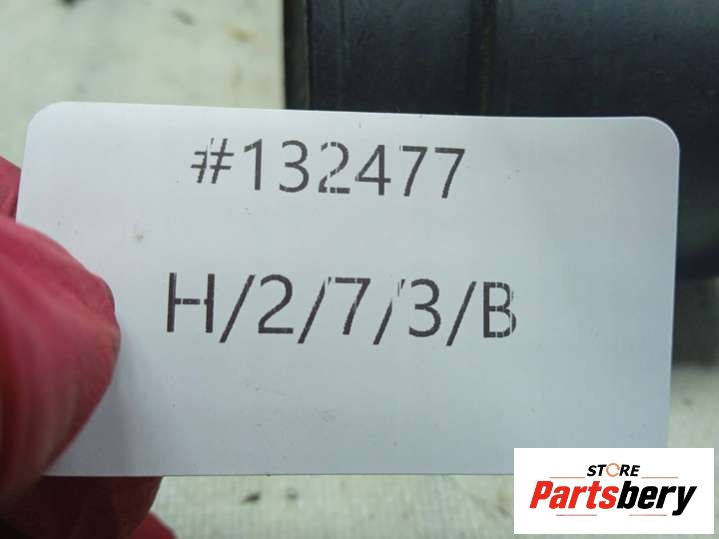 #132477
H/2/7/3/B
STORE
Partsbery